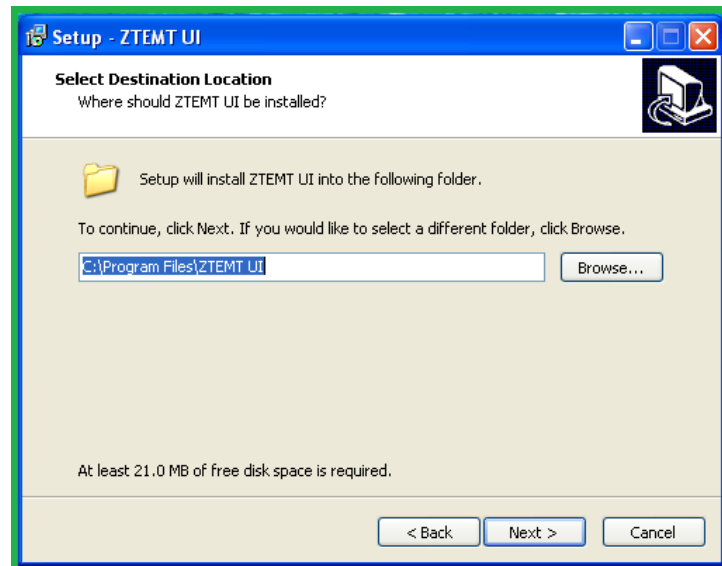 Setup - ZTEMT UI
Select Destination Location
Where should ZTEMT UI be installed?
Setup will install ZTEMT UI into the following folder.
To continue, click Next. If you would like to select a different folder, click Browse.
C:\Program Files\ZTEMT UI
Browse...
At least 21.0 MB of free disk space is required.
< Back
Next >
Cancel